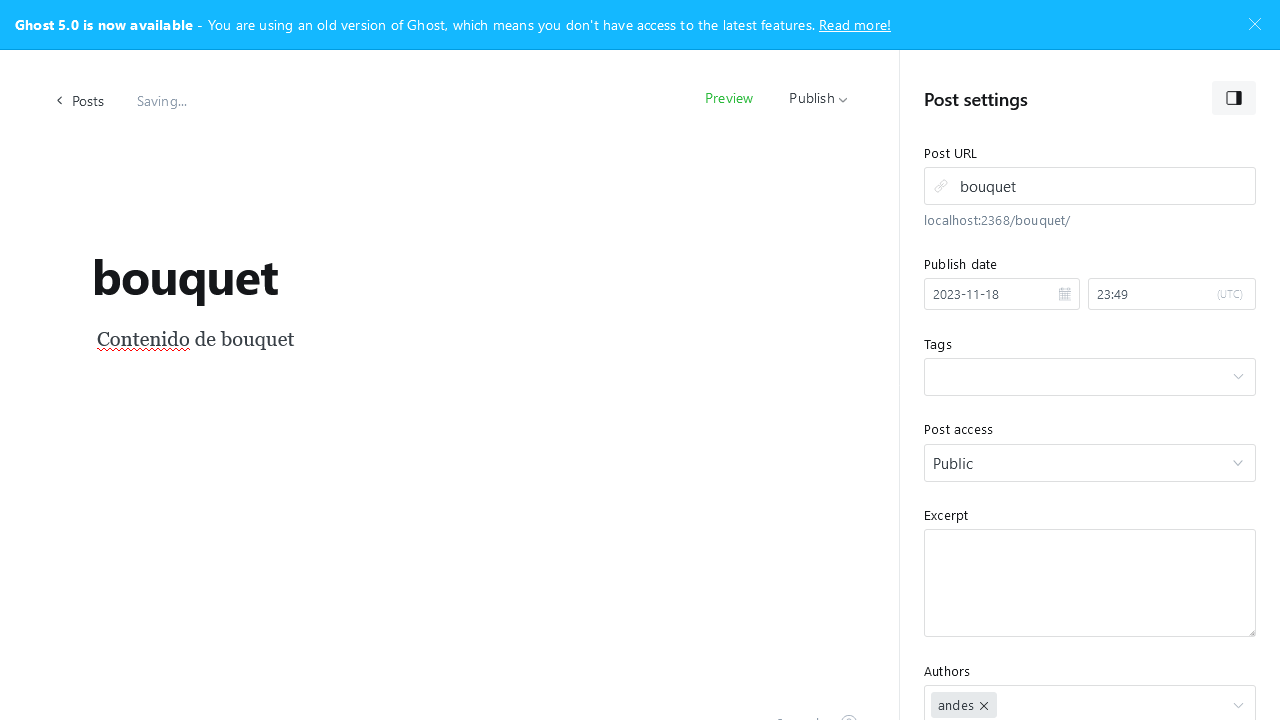 Ghost 5.0 is now available - You are using an old version of Ghost, which means you don't have access to the latest features. Read more!
Posts
Saving...
Preview
Publish
bouquet
Contenido de bouquet
Post settings
Post URL
bouquet
localhost:2368/bouquet/
Publish date
2023-11-18
23:49
(UTC)
Tags
Post access
Public
Excerpt
Authors
andes